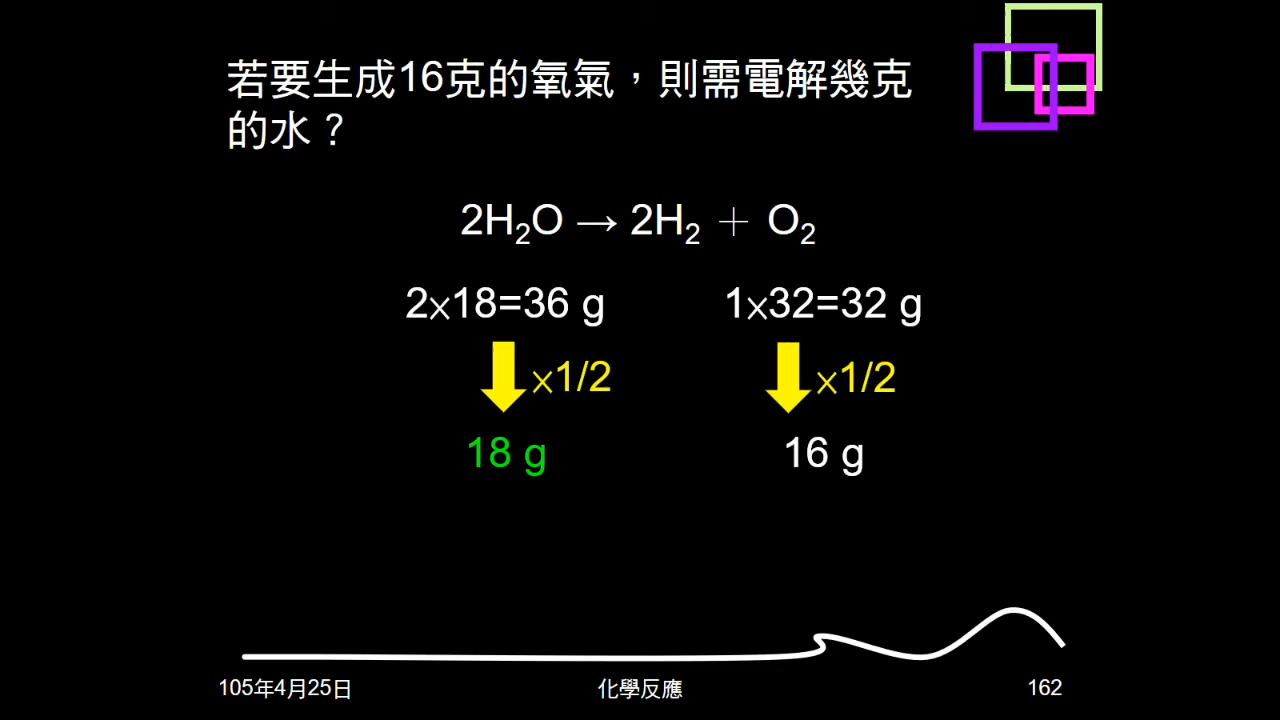 若要生成16克的氧氣，則需電解幾克
的水？
2H₂O → 2H₂ ＋ O₂
2×18=36 g 1×32=32 g
×1/2 ×1/2
18 g 16 g
105年4月25日 化學反應 162